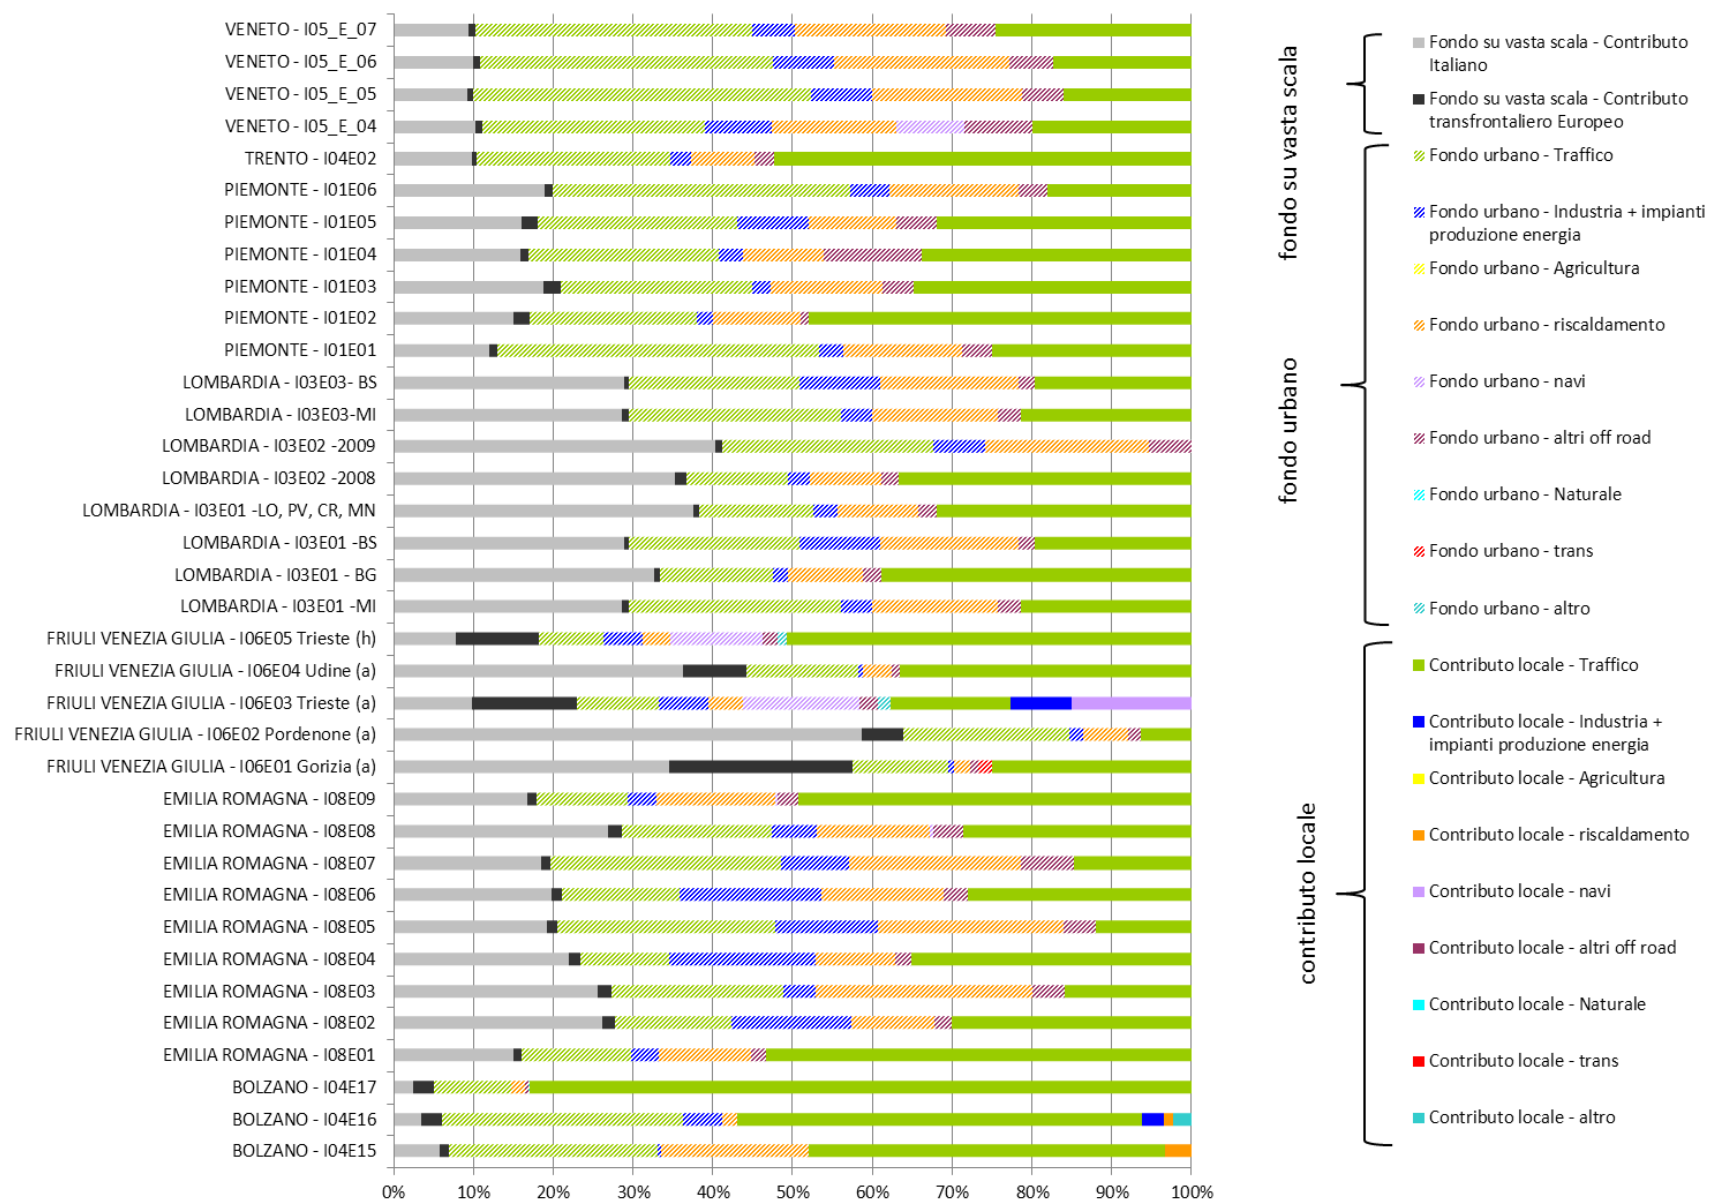 VENETO - I05_E_07
VENETO - I05_E_06
VENETO - I05_E_05
VENETO - I05_E_04
TRENTO - I04E02
PIEMONTE - I01E06
PIEMONTE - I01E05
PIEMONTE - I01E04
PIEMONTE - I01E03
PIEMONTE - I01E02
PIEMONTE - I01E01
LOMBARDIA - I03E03- BS
LOMBARDIA - I03E03-MI
LOMBARDIA - I03E02 -2009
LOMBARDIA - I03E02 -2008
LOMBARDIA - I03E01 -LO, PV, CR, MN
LOMBARDIA - I03E01 -BS
LOMBARDIA - I03E01 - BG
LOMBARDIA - I03E01 -MI
FRIULI VENEZIA GIULIA - I06E05 Trieste (h)
FRIULI VENEZIA GIULIA - I06E04 Udine (a)
FRIULI VENEZIA GIULIA - I06E03 Trieste (a)
FRIULI VENEZIA GIULIA - I06E02 Pordenone (a)
FRIULI VENEZIA GIULIA - I06E01 Gorizia (a)
EMILIA ROMAGNA - I08E09
EMILIA ROMAGNA - I08E08
EMILIA ROMAGNA - I08E07
EMILIA ROMAGNA - I08E06
EMILIA ROMAGNA - I08E05
EMILIA ROMAGNA - I08E04
EMILIA ROMAGNA - I08E03
EMILIA ROMAGNA - I08E02
EMILIA ROMAGNA - I08E01
BOLZANO - I04E17
BOLZANO - I04E16
BOLZANO - I04E15
0% 10% 20% 30% 40% 50% 60% 70% 80% 90% 100%
fondo su vasta scala
fondo urbano
contributo locale
Fondo su vasta scala - Contributo
Italiano
Fondo su vasta scala - Contributo
transfrontaliero Europeo
Fondo urbano - Traffico
Fondo urbano - Industria + impianti
produzione energia
Fondo urbano - Agricultura
Fondo urbano - riscaldamento
Fondo urbano - navi
Fondo urbano - altri off road
Fondo urbano - Naturale
Fondo urbano - trans
Fondo urbano - altro
Contributo locale - Traffico
Contributo locale - Industria +
impianti produzione energia
Contributo locale - Agricultura
Contributo locale - riscaldamento
Contributo locale - navi
Contributo locale - altri off road
Contributo locale - Naturale
Contributo locale - trans
Contributo locale - altro